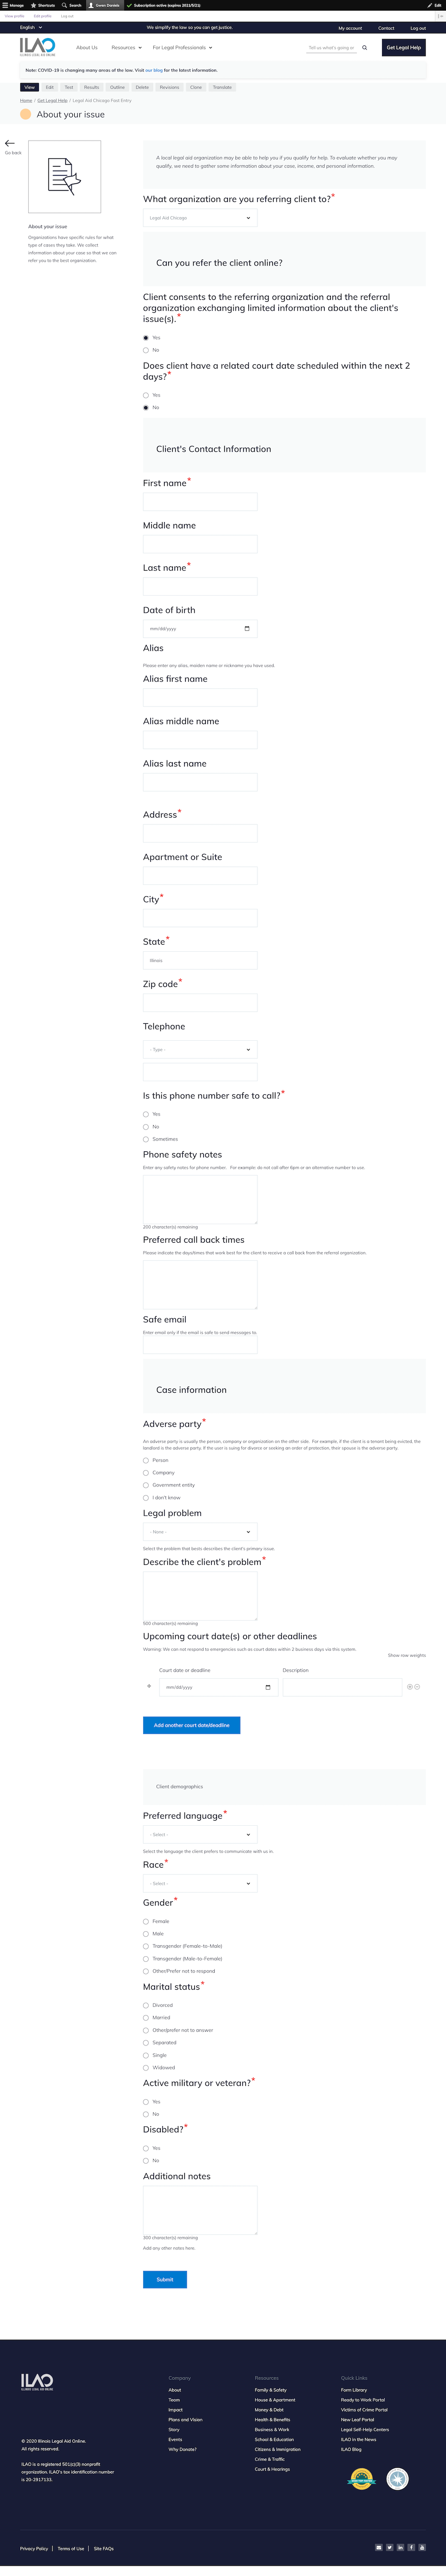 Manage Shortcuts Search Gwen Daniels Subscription active (expires 2021/5/21) Edit
View profile Edit profile Log out
English We simplify the law so you can get justice. My account Contact Log out
ILAO
ILLINOIS LEGAL AID ONLINE
About Us Resources For Legal Professionals Tell us what's going on Get Legal Help
Note: COVID-19 is changing many areas of the law. Visit our blog for the latest information.
View Edit Test Results Outline Delete Revisions Clone Translate
Home / Get Legal Help / Legal Aid Chicago Fast Entry
About your issue
Go back
About your issue
Organizations have specific rules for what
type of cases they take. We collect
information about your case so that we can
refer you to the best organization.
A local legal aid organization may be able to help you if you qualify for help. To evaluate whether you may
qualify, we need to gather some information about your income, and personal information.
What organization are you referring client to?*
Legal Aid Chicago
Can you refer the client online?
Client consents to the referring organization and the referral
organization exchanging limited information about the client's
issue(s).*
Yes
No
Does client have a related court date scheduled within the next 2
days?*
Yes
No
Client's Contact Information
First name*
Middle name
Last name*
Date of birth
mm/dd/yyyy
Alias
Please enter any alias, maiden name or nickname you have used.
Alias first name
Alias middle name
Alias last name
Address*
Apartment or Suite
City*
State*
Illinois
Zip code*
Telephone
- Type -
Is this phone number safe to call?*
Yes
No
Sometimes
Phone safety notes
Enter any safety notes for phone number. For example: do not call after 6pm or an alternative number to use.
200 character(s) remaining
Preferred call back times
Please indicate the days/times that work best for the client to receive a call back from the referral organization.
Safe email
Enter email only if the email is safe to send messages to.
Case information
Adverse party*
An adverse party is usually the person, company or organization on the other side. For example, if the client is a tenant being evicted, the
landlord is the adverse party. If the user is suing for divorce or seeking an order of protection, their spouse is the adverse party.
Person
Company
Government entity
I don't know
Legal problem
- None -
Select the problem that bests describes the client's primary issue.
Describe the client's problem*
500 character(s) remaining
Upcoming court date(s) or other deadlines
Warning: We can not respond to emergencies such as court dates within 2 business days via this system.
Show row weights
Court date or deadline Description
mm/dd/yyyy
Add another court date/deadline
Client demographics
Preferred language*
- Select -
Select the language the client prefers to communicate with us in.
Race*
- Select -
Gender*
Female
Male
Transgender (Female-to-Male)
Transgender (Male-to-Female)
Other/Prefer not to respond
Marital status*
Divorced
Married
Other/prefer not to answer
Separated
Single
Widowed
Active military or veteran?*
Yes
No
Disabled?*
Yes
No
Additional notes
300 character(s) remaining
Add any other notes here.
Submit
ILAO
ILLINOIS LEGAL AID ONLINE
© 2020 Illinois Legal Aid Online.
All rights reserved.
ILAO is a registered 501(c)(3) nonprofit
organization. ILAO's tax identification number
is 20-2917133.
Company
About
Team
Impact
Plans and Vision
Story
Events
Why Donate?
Resources
Family & Safety
House & Apartment
Money & Debt
Health & Benefits
Business & Work
School & Education
Citizens & Immigration
Crime & Traffic
Court & Hearings
Quick Links
Form Library
Ready to Work Portal
Victims of Crime Portal
New Leaf Portal
Legal Self-Help Centers
ILAO in the News
ILAO Blog
Privacy Policy Terms of Use Site FAQs